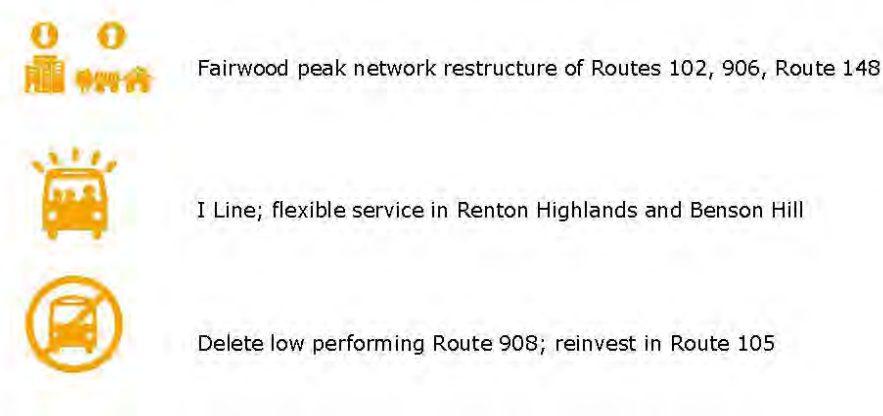 Fairwood peak network restructure of Routes 102, 906, Route 148
I Line; flexible service in Renton Highlands and Benson Hill
Delete low performing Route 908; reinvest in Route 105